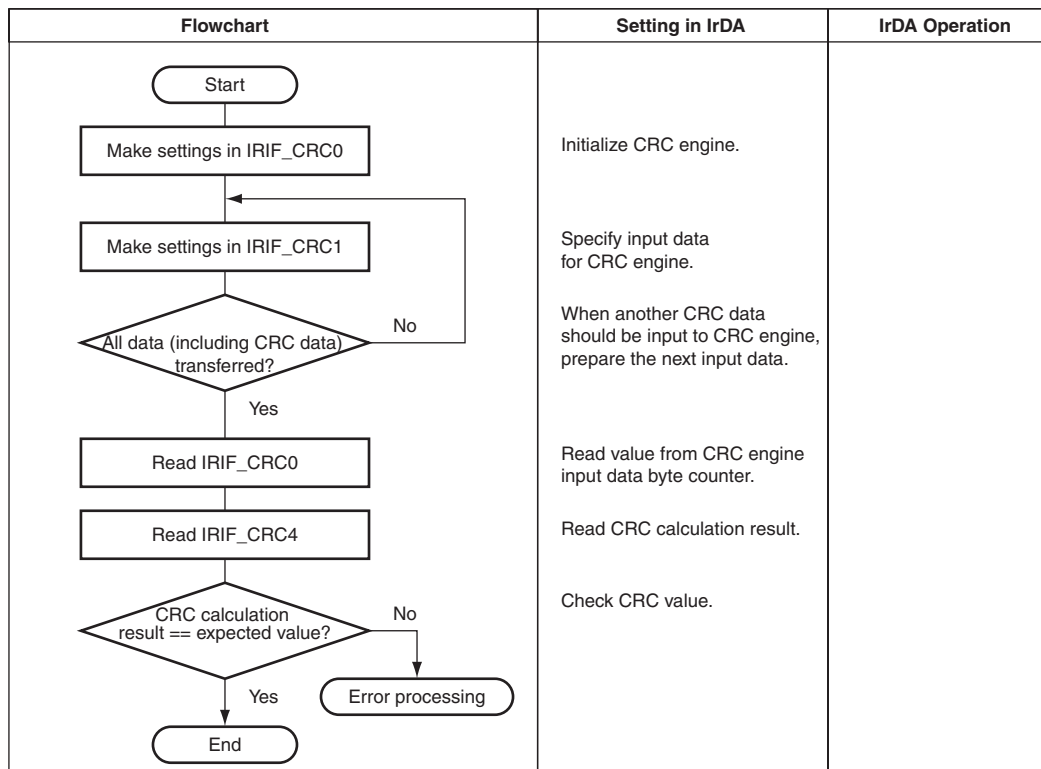 Flowchart
Setting in IrDA
IrDA Operation
Start
Make settings in IRIF_CRC0
Initialize CRC engine.
Make settings in IRIF_CRC1
Specify input data
for CRC engine.
All data (including CRC data)
transferred?
No
When another CRC data
should be input to CRC engine,
prepare the next input data.
Yes
Read IRIF_CRC0
Read value from CRC engine
input data byte counter.
Read IRIF_CRC4
Read CRC calculation result.
CRC calculation
result == expected value?
No
Check CRC value.
Yes
Error processing
End